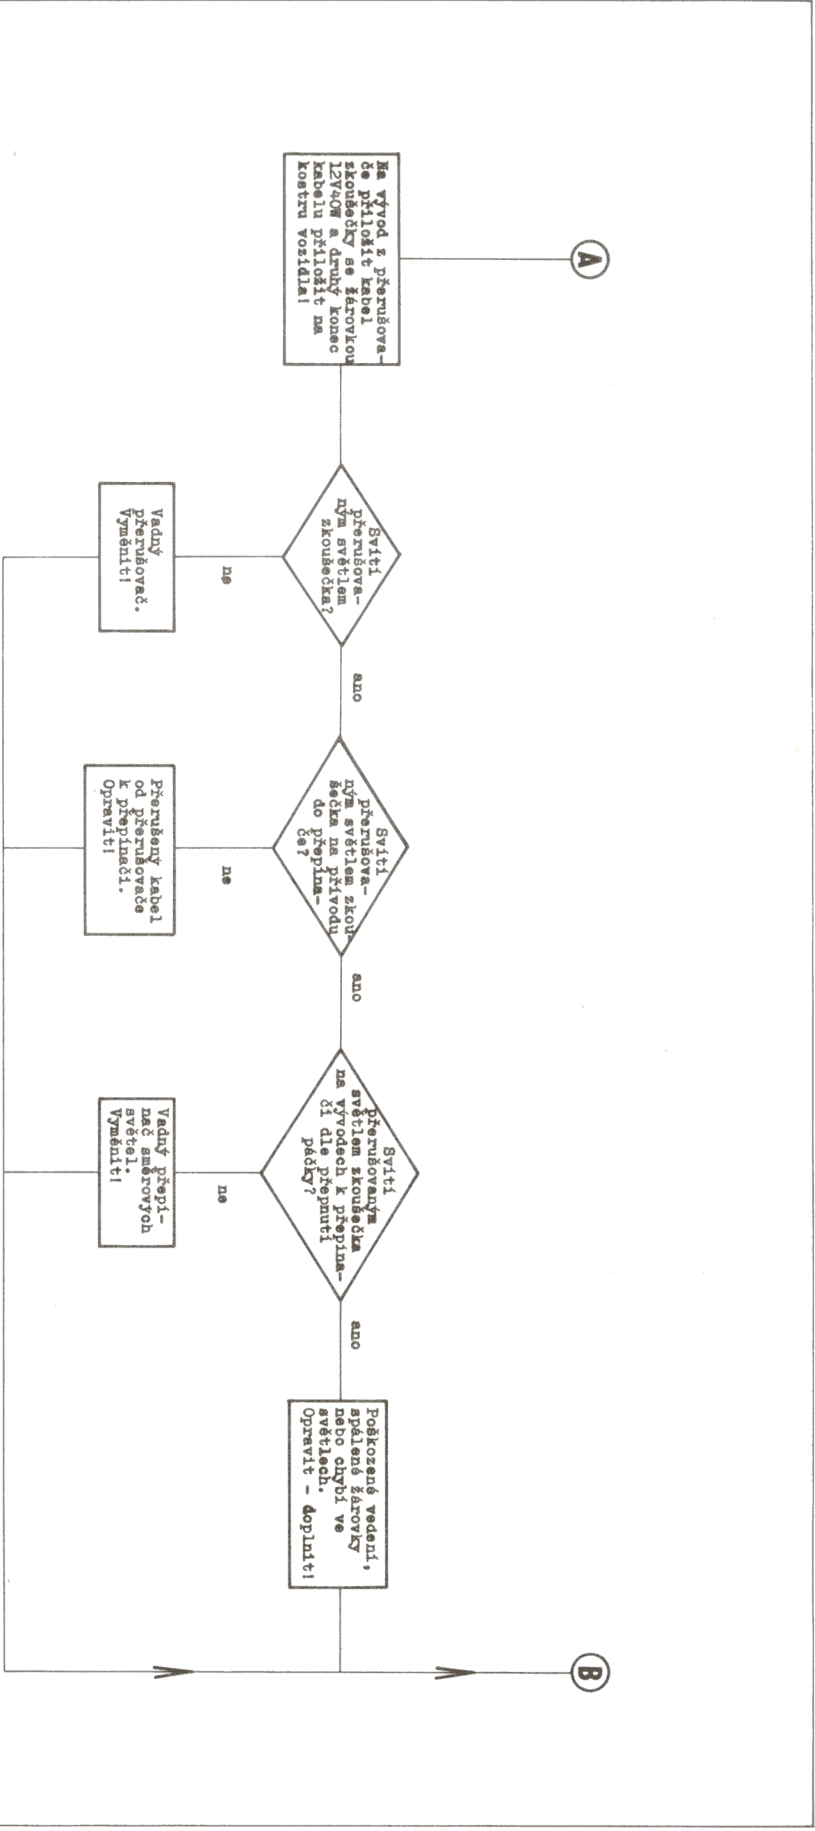 A
Na vývod z přerušova-
če přiložit kabel
zkoušečky se žárovkou
12V40W a druhý konec
kabelu přiložit na
kostru vozidla!
Svítí
přerušova-
ným světlem
zkoušečka?
ne
Vadný
přerušovač.
Vyměnit!
ano
Svítí
přerušova-
ným světlem zkou-
šečka na přívodu
do přepína-
če?
ne
Přerušený kabel
od přerušovače
k přepínači.
Opravit!
ano
Svítí
přerušovaným
světlem zkoušečka
na vývodech k přepína-
či dle přepnutí
páčky?
ne
Vadný přepí-
nač směrových
světel.
Vyměnit!
ano
Poškozené vedení,
spálené žárovky
nebo chybí ve
světlech.
Opravit - doplnit!
B